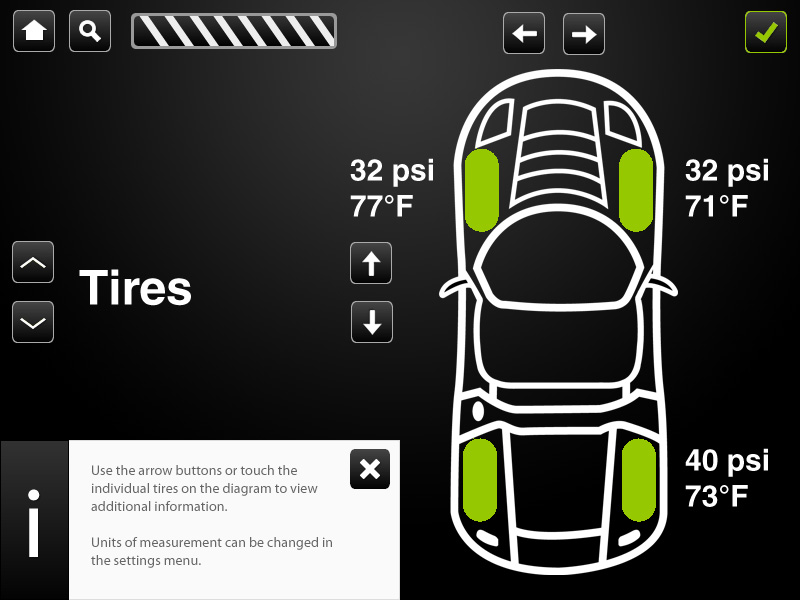 32 psi
77°F
32 psi
71°F
Tires
40 psi
73°F
i
Use the arrow buttons or touch the
individual tires on the diagram to view
additional information.
Units of measurement can be changed in
the settings menu.